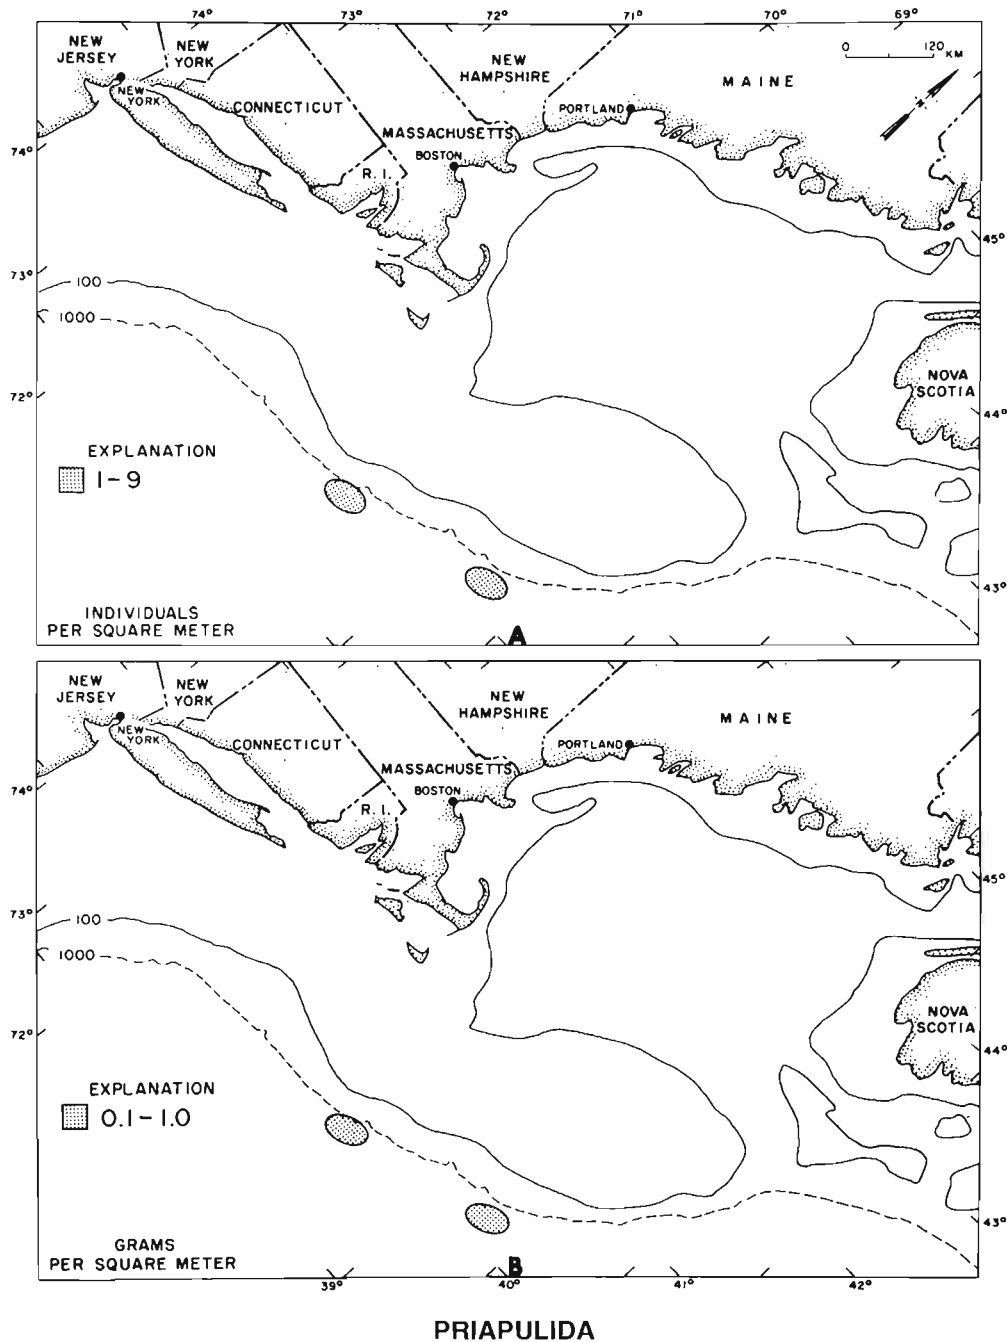 74° 73° 72° 71° 70° 69°
NEW
JERSEY
NEW
YORK
NEW
YORK
CONNECTICUT
NEW
HAMPSHIRE
MAINE
0 120 KM
PORTLAND
MASSACHUSETTS
BOSTON
R. I.
74°
45°
73°
100
1000
72°
NOVA
SCOTIA
44°
EXPLANATION
1–9
43°
INDIVIDUALS
PER SQUARE METER
A
NEW
JERSEY
NEW
YORK
NEW
YORK
CONNECTICUT
NEW
HAMPSHIRE
MAINE
PORTLAND
MASSACHUSETTS
BOSTON
R. I.
74°
45°
73°
100
1000
72°
NOVA
SCOTIA
44°
EXPLANATION
0.1–1.0
43°
GRAMS
PER SQUARE METER
B
39° 40° 41° 42°
PRIAPULIDA